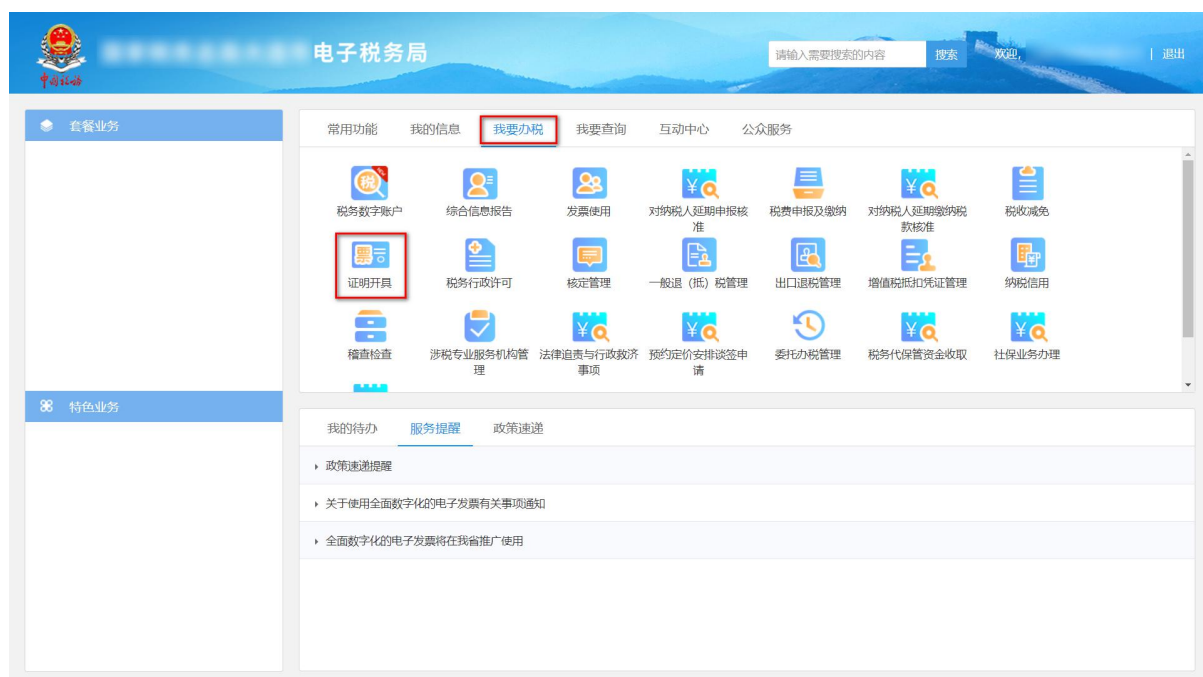 电子税务局
请输入需要搜索的内容
搜索
欢迎,
| 退出
中国税务
套餐业务
常用功能 我的信息 我要办税 我要查询 互动中心 公众服务
税务数字账户 综合信息报告 发票使用 对纳税人延期申报核 税费申报及缴纳 对纳税人延期缴纳税 税收减免
准 款核准
证明开具 税务行政许可 核定管理 一般退（抵）税管理 出口退税管理 增值税抵扣凭证管理 纳税信用
稽查检查 涉税专业服务机构管 法律追责与行政救济 预约定价安排谈签申 委托办税管理 税务代保管资金收取 社保业务办理
理 事项 请
特色业务
我的待办 服务提醒 政策速递
政策速递提醒
关于使用全面数字化的电子发票有关事项通知
全面数字化的电子发票将在我省推广使用